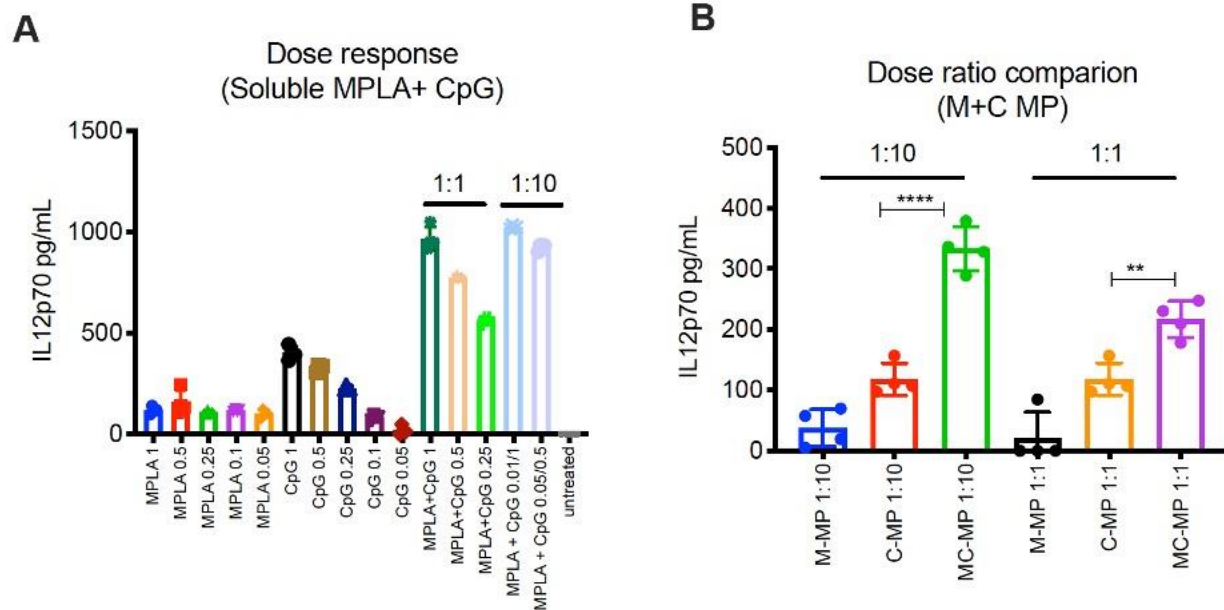 A
Dose response
(Soluble MPLA+ CpG)
IL12p70 pg/mL
1500
1000
500
0
1:1
1:10
MPLA 1
MPLA 0.5
MPLA 0.25
MPLA 0.1
MPLA 0.05
CpG 1
CpG 0.5
CpG 0.25
CpG 0.1
CpG 0.05
MPLA+CpG 1
MPLA+CpG 0.5
MPLA+CpG 0.25
MPLA + CpG 0.01/1
MPLA + CpG 0.05/0.5
untreated
B
Dose ratio comparion
(M+C MP)
IL12p70 pg/mL
500
400
300
200
100
0
1:10
1:1
****
**
M-MP 1:10
C-MP 1:10
MC-MP 1:10
M-MP 1:1
C-MP 1:1
MC-MP 1:1